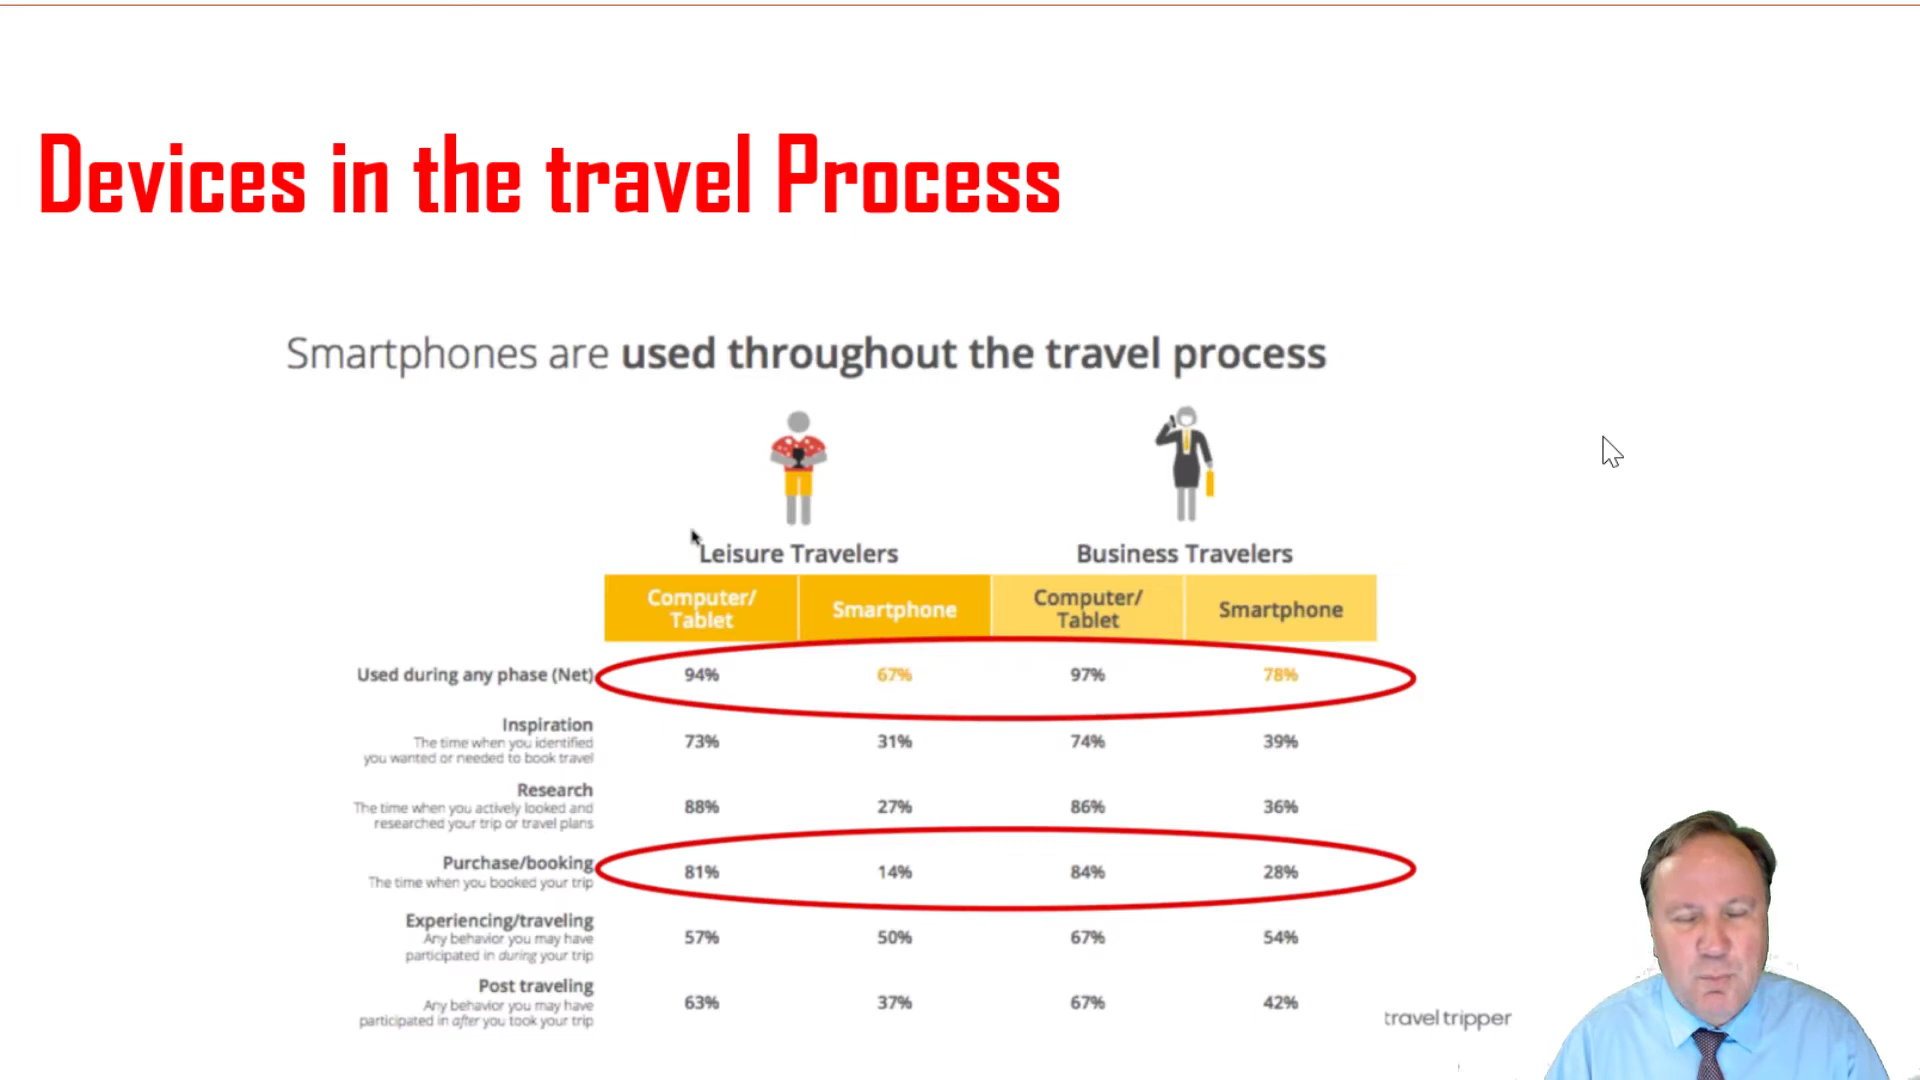 Devices in the travel Process
Smartphones are used throughout the travel process
Leisure Travelers Business Travelers
Computer/ Tablet Smartphone Computer/ Tablet Smartphone
Used during any phase (Net) 94% 67% 97% 78%
Inspiration
The time when you identified
you wanted or needed to book travel
73% 31% 74% 39%
Research
The time when you actively looked and
researched your trip or travel plans
88% 27% 86% 36%
Purchase/booking
The time when you booked your trip
81% 14% 84% 28%
Experiencing/traveling
Any behavior you may have
participated in during your trip
57% 50% 67% 54%
Post traveling
Any behavior you may have
participated in after you took your trip
63% 37% 67% 42%
travel tripper